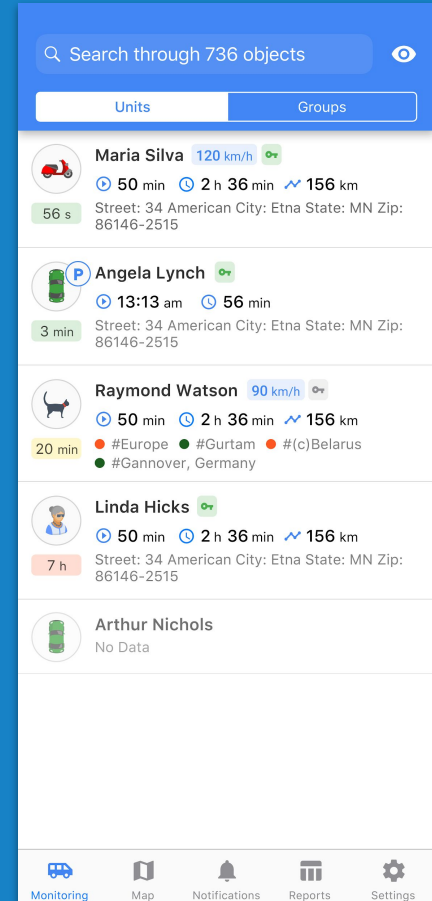 Search through 736 objects
Units Groups
Maria Silva 120 km/h
50 min 2 h 36 min 156 km
56 s
Street: 34 American City: Etna State: MN Zip:
86146-2515
P
Angela Lynch
13:13 am 56 min
3 min
Street: 34 American City: Etna State: MN Zip:
86146-2515
Raymond Watson 90 km/h
50 min 2 h 36 min 156 km
20 min
#Europe #Gurtam #(c)Belarus
#Gannover, Germany
Linda Hicks
50 min 2 h 36 min 156 km
7 h
Street: 34 American City: Etna State: MN Zip:
86146-2515
Arthur Nichols
No Data
Monitoring Map Notifications Reports Settings